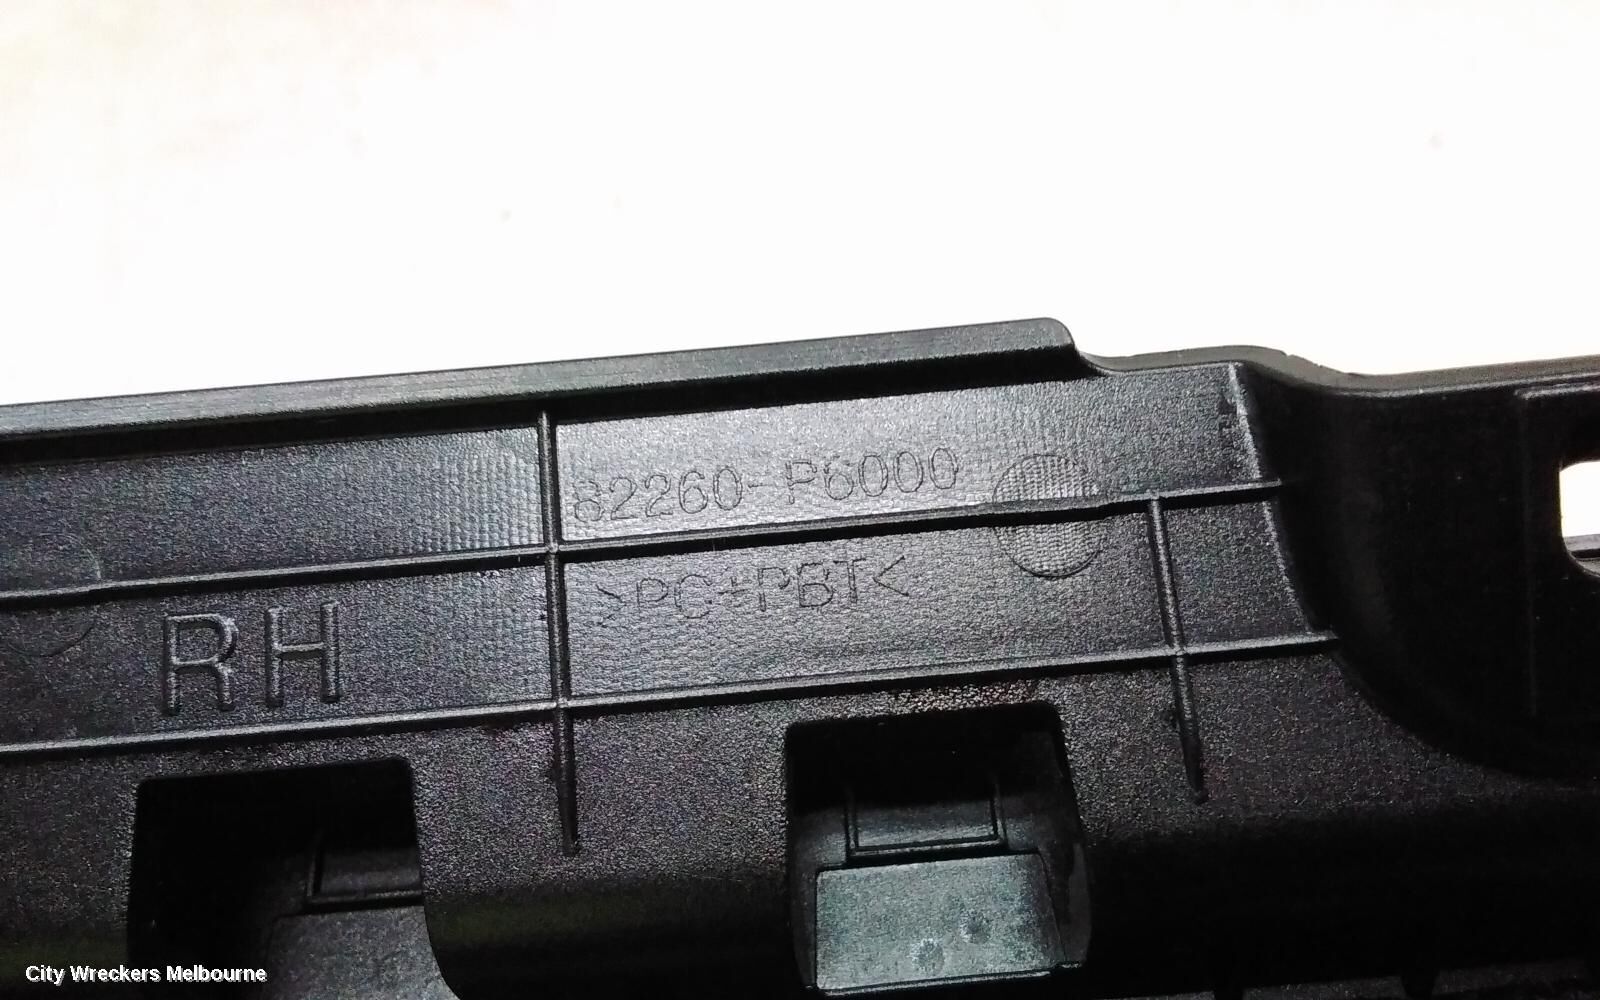 82260-P6000
>PC+PBT<
RH
City Wreckers Melbourne